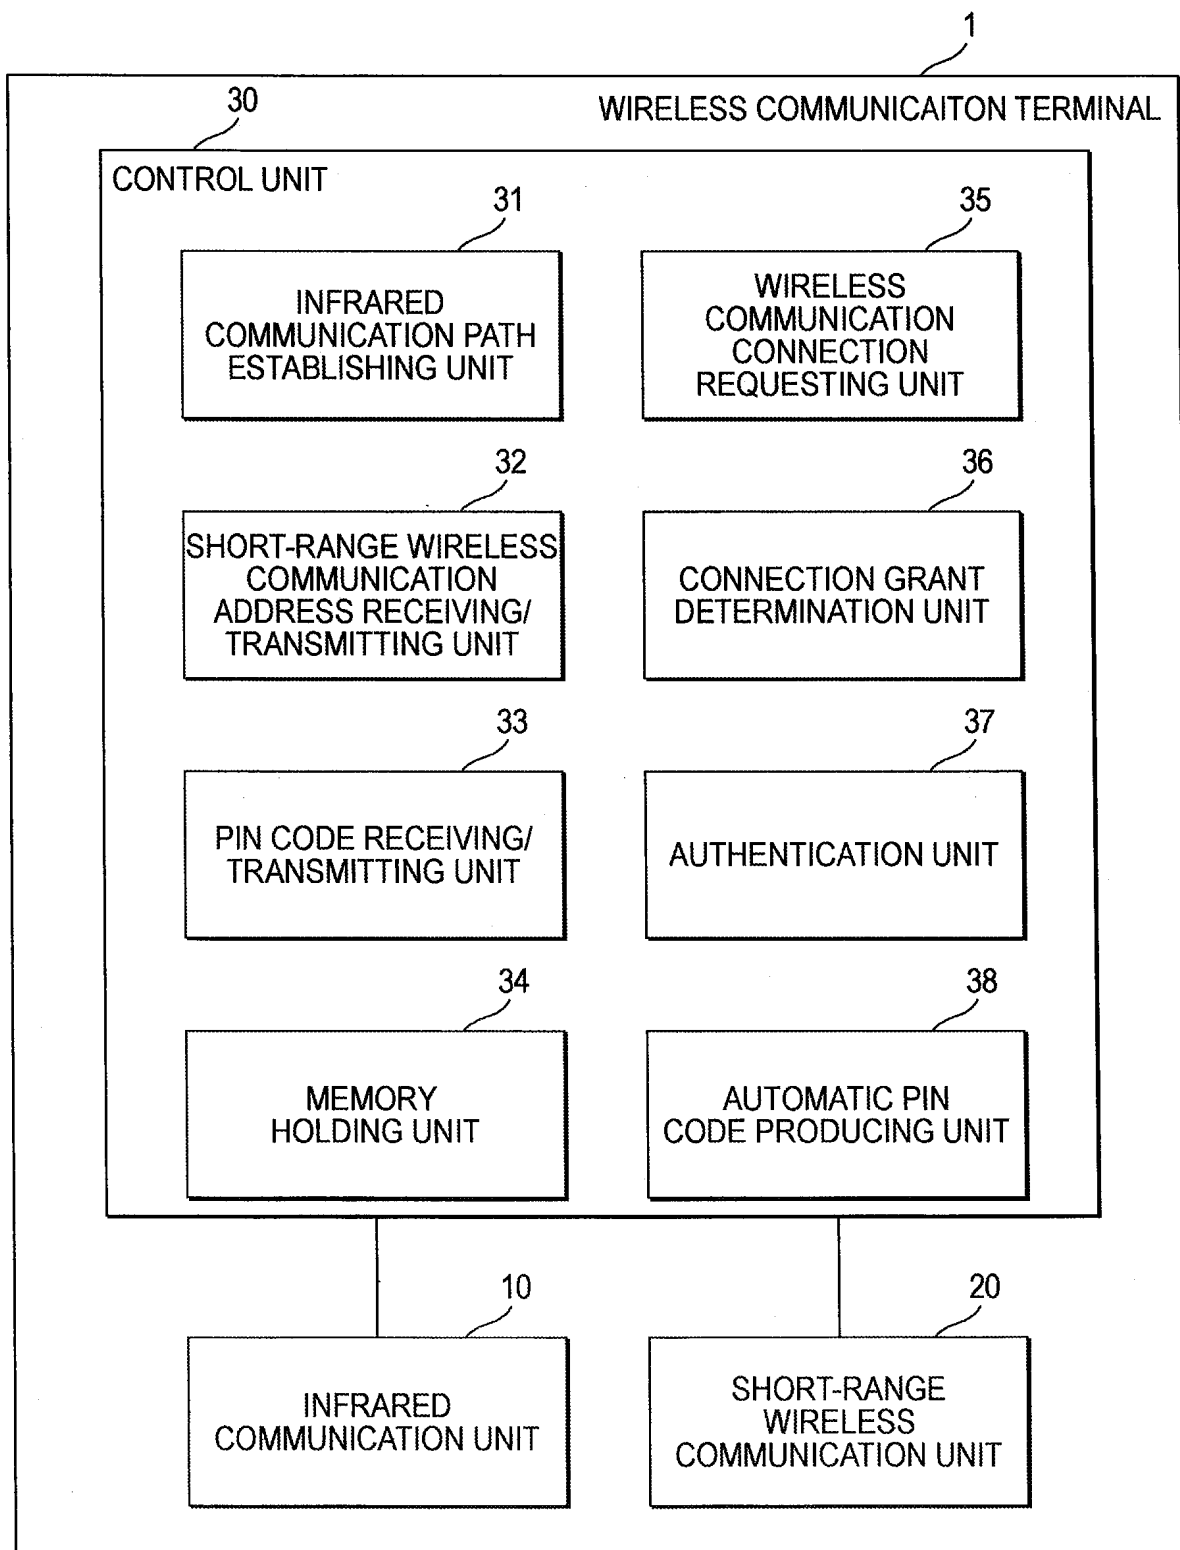 1
WIRELESS COMMUNICAITON TERMINAL
30
CONTROL UNIT
31
INFRARED
COMMUNICATION PATH
ESTABLISHING UNIT
35
WIRELESS
COMMUNICATION
CONNECTION
REQUESTING UNIT
32
SHORT-RANGE WIRELESS
COMMUNICATION
ADDRESS RECEIVING/
TRANSMITTING UNIT
36
CONNECTION GRANT
DETERMINATION UNIT
33
PIN CODE RECEIVING/
TRANSMITTING UNIT
37
AUTHENTICATION UNIT
34
MEMORY
HOLDING UNIT
38
AUTOMATIC PIN
CODE PRODUCING UNIT
10
INFRARED
COMMUNICATION UNIT
20
SHORT-RANGE
WIRELESS
COMMUNICATION UNIT